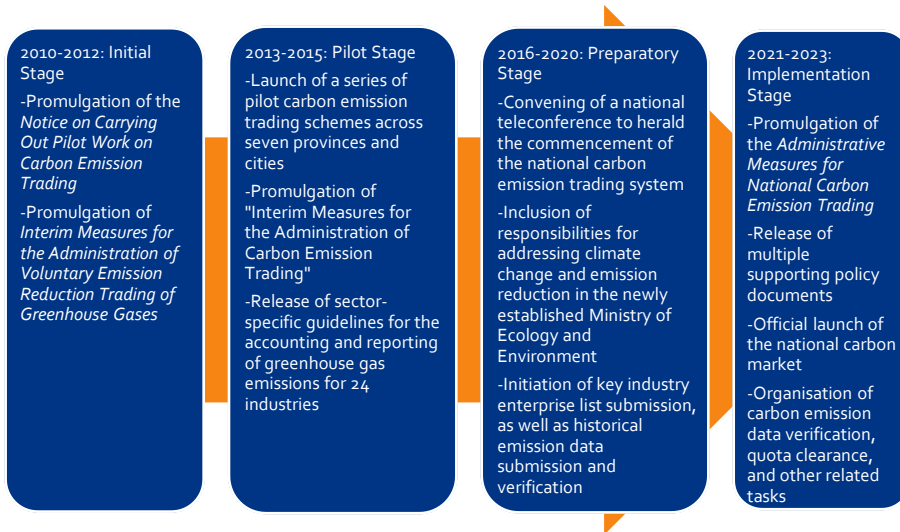 2010-2012: Initial
Stage
-Promulgation of the
Notice on Carrying
Out Pilot Work on
Carbon Emission
Trading
-Promulgation of
Interim Measures for
the Administration of
Voluntary Emission
Reduction Trading of
Greenhouse Gases
2013-2015: Pilot Stage
-Launch of a series of
pilot carbon emission
trading schemes across
seven provinces and
cities
-Promulgation of
"Interim Measures for
the Administration of
Carbon Emission
Trading"
-Release of sector-
specific guidelines for the
accounting and reporting
of greenhouse gas
emissions for 24
industries
2016-2020: Preparatory
Stage
-Convening of a national
teleconference to herald
the commencement of
the national carbon
emission trading system
-Inclusion of
responsibilities for
addressing climate
change and emission
reduction in the newly
established Ministry of
Ecology and
Environment
-Initiation of key industry
enterprise list submission,
as well as historical
emission data
submission and
verification
2021-2023:
Implementation
Stage
-Promulgation of
the Administrative
Measures for
National Carbon
Emission Trading
-Release of
multiple
supporting policy
documents
-Official launch of
the national carbon
market
-Organisation of
carbon emission
data verification,
quota clearance,
and other related
tasks